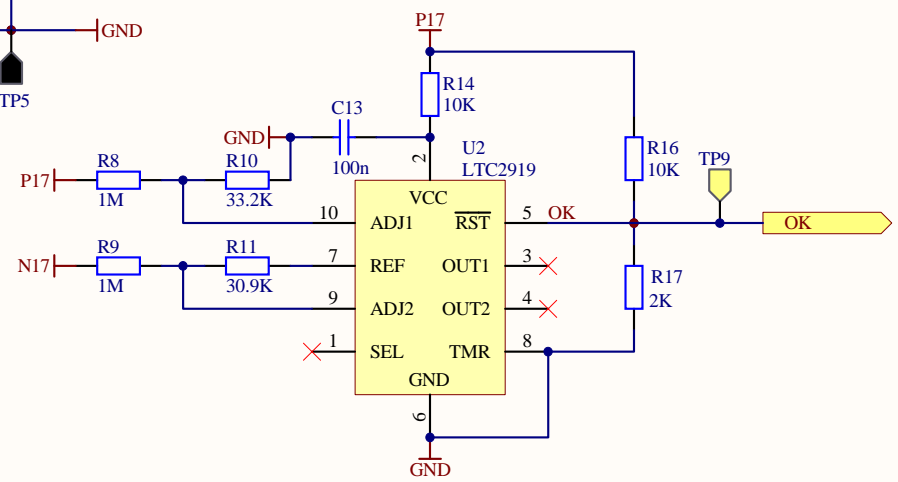 P17
GND
TP5
R14
10K
C13
GND
100n
2
U2
LTC2919
R16
10K
TP9
R8
P17
1M
R10
33.2K
VCC
10 ADJ1
RST 5 OK
OK
R9
N17
1M
R11
30.9K
7 REF
OUT1 3
R17
2K
9 ADJ2
OUT2 4
1 SEL
TMR 8
GND
6
GND